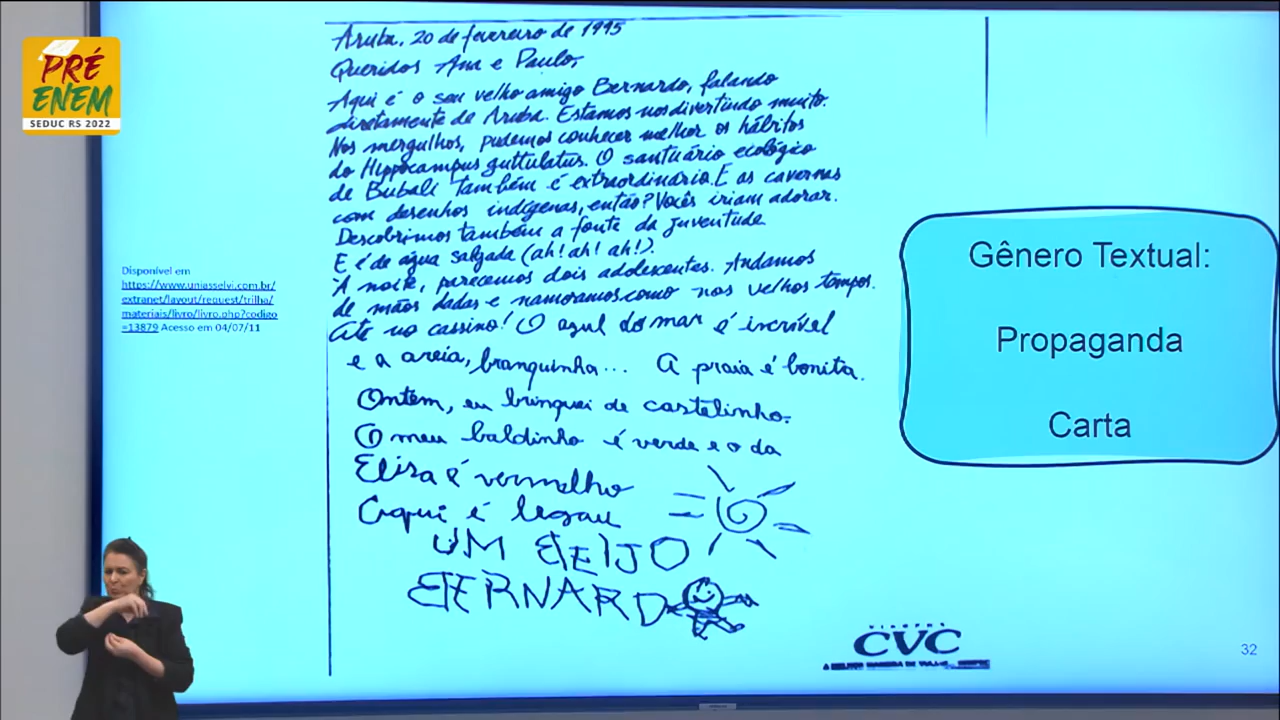 PRÉ
ENEM
SEDUC RS 2022
Aruba, 20 de fevereiro de 1995
Queridos Ana e Paulo,
Aqui é o seu velho amigo Bernardo, falando
diretamente de Aruba. Estamos nos divertindo muito.
Nos mergulhos, pudemos conhecer melhor os hábitos
do Hippocampus guttulatus. O santuário ecológico
de Bubali também é extraordinário. E as cavernas
com desenhos indígenas, então? Vocês iriam adorar.
Descobrimos também a fonte da juventude
E é de água salgada (ah! ah! ah!).
À noite, parecemos dois adolescentes. Andamos
de mãos dadas e namoramos como nos velhos tempos.
Até no cassino! O azul do mar é incrível
e a areia, branquinha... A praia é bonita.
Ontem, eu brinquei de castelinho.
O meu baldinho é verde e o da
Elisa é vermelho
Aqui é legau
UM BEIJO
BERNARDO
Disponível em
https://www.uniasselvi.com.br/
extranet/layout/request/trilha/
materiais/livro/livro.php?codigo
=13879 Acesso em 04/07/11
Gênero Textual:
Propaganda
Carta
CVC
32